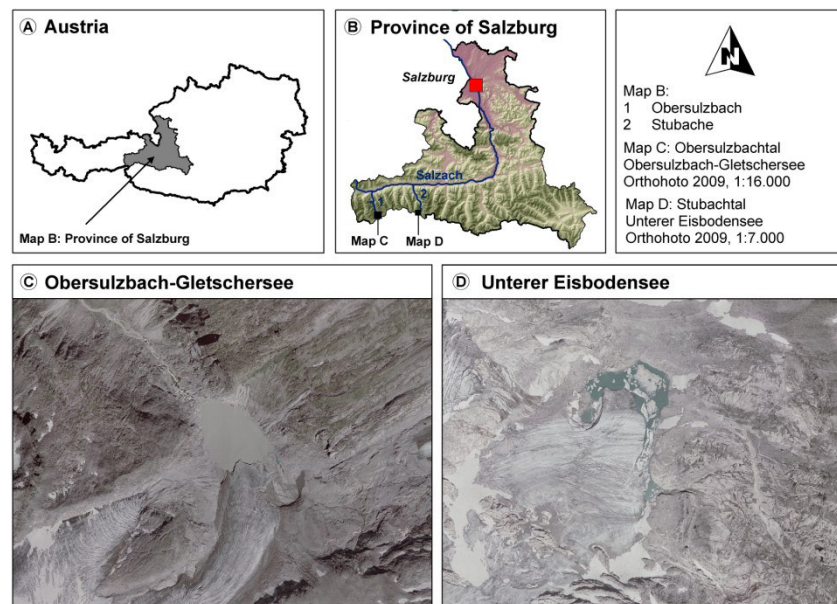 A Austria
Map B: Province of Salzburg
B Province of Salzburg
Salzburg
Salzach
1
2
Map C
Map D
N
Map B:
1 Obersulzbach
2 Stubache
Map C: Obersulzbachtal
Obersulzbach-Gletschersee
Orthohoto 2009, 1:16.000
Map D: Stubachtal
Unterer Eisbodensee
Orthohoto 2009, 1:7.000
C Obersulzbach-Gletschersee
D Unterer Eisbodensee